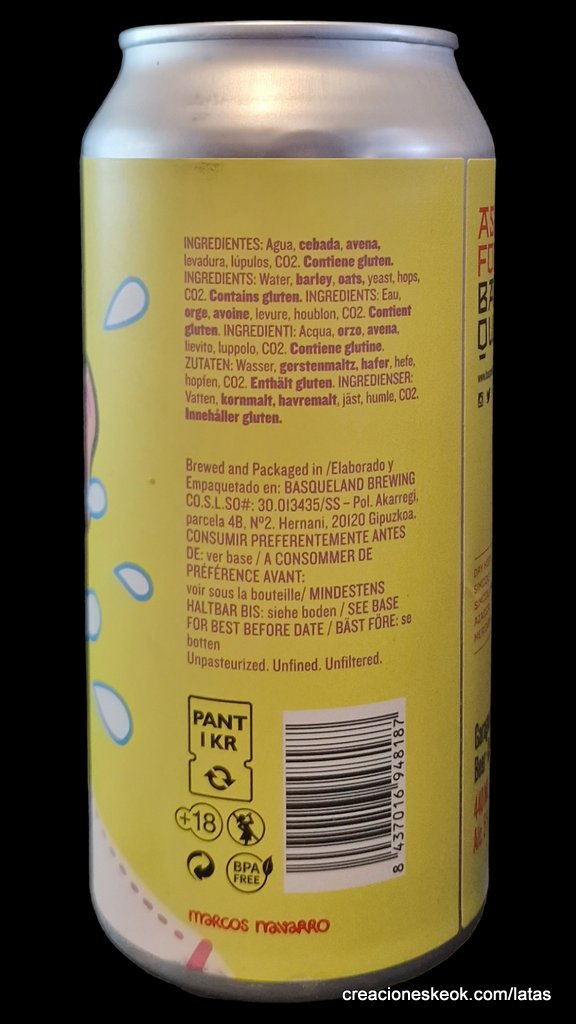 INGREDIENTES: Agua, cebada, avena,
levadura, lúpulos, CO2. Contiene gluten.
INGREDIENTS: Water, barley, oats, yeast, hops,
CO2. Contains gluten. INGREDIENTS: Eau,
orge, avoine, levure, houblon, CO2. Contient
gluten. INGREDIENTI: Acqua, orzo, avena,
lievito, luppolo, CO2. Contiene glutine.
ZUTATEN: Wasser, gerstenmaltz, hafer, hefe,
hopfen, CO2. Enthält gluten. INGREDIENSER:
Vatten, kornmalt, havremalt, jäst, humle, CO2.
Innehåller gluten.
Brewed and Packaged in /Elaborado y
Empaquetado en: BASQUELAND BREWING
CO.S.L.SO#: 30.013435/SS – Pol. Akarregi,
parcela 4B, Nº2. Hernani, 20120 Gipuzkoa.
CONSUMIR PREFERENTEMENTE ANTES
DE: ver base / A CONSOMMER DE
PRÉFÉRENCE AVANT:
voir sous la bouteille/ MINDESTENS
HALTBAR BIS: siehe boden / SEE BASE
FOR BEST BEFORE DATE / BÄST FÖRE: se
botten
Unpasteurized. Unfined. Unfiltered.
PANT
1 KR
+18
BPA
FREE
8 437016 948187
marcos navarro
creacioneskeok.com/latas